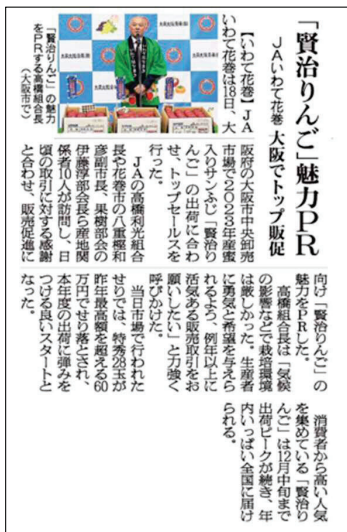 「賢治りんご」魅力PR
JAいわて花巻 大阪でトップ販促
「賢治りんご」の魅力
をPRする高橋組合長
(大阪市で)
【いわて花巻】JA
いわて花巻は18日、大
阪府の大阪市中央卸売
市場で2023年産蜜
入りサンふじ「賢治り
んご」の出荷に合わ
せ、トップセールスを
行った。
JAの高橋利光組合
長や花巻市の八重樫和
彦副市長、果樹部会の
伊藤淳部会長ら産地関
係者10人が訪問し、日
頃の取引に対する感謝
と合わせ、販売促進に
向け「賢治りんご」の
魅力をPRした。
高橋組合長は「気候
の影響などで栽培環境
は厳しかった。生産者
に勇気と希望を与えら
れるよう、例年以上に
活気ある販売取引をお
願いしたい」と力強く
呼びかけた。
当日市場で行われた
せりでは、特秀28玉が
昨年最高額を超える60
万円でせり落とされ、
本年度の出荷に弾みを
つける良いスタートと
なった。
消費者から高い人気
を集めている「賢治り
んご」は12月中旬まで
出荷ピークが続き、年
内いっぱい全国に届け
られる。